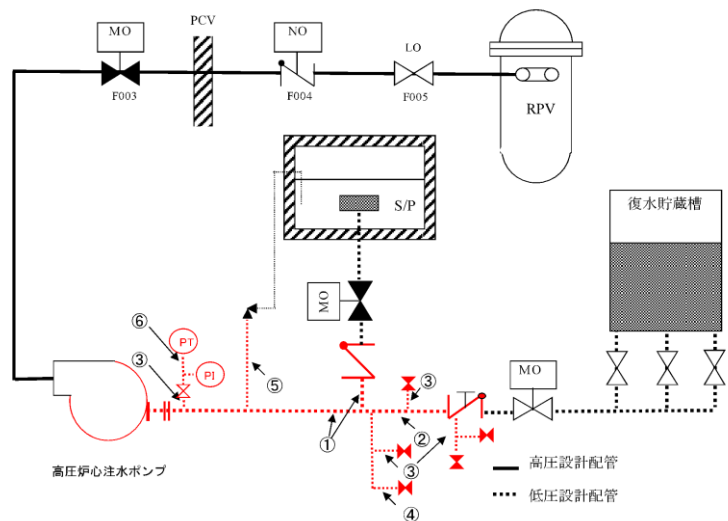 MO
PCV
NO
LO
F003
F004
F005
RPV
S/P
復水貯蔵槽
MO
⑥
PT
③
PI
⑤
MO
③
①
②
③
④
高圧炉心注水ポンプ
高圧設計配管
低圧設計配管